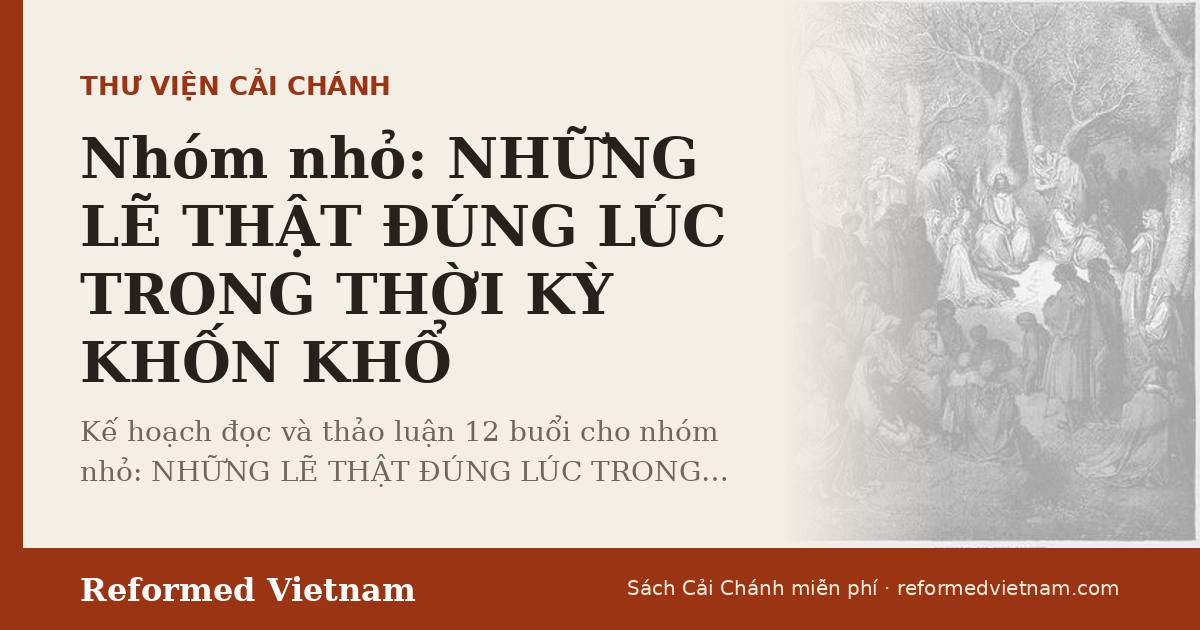 THƯ VIỆN CẢI CHÁNH
Nhóm nhỏ: NHỮNG
LẼ THẬT ĐÚNG LÚC
TRONG THỜI KỲ
KHỐN KHỔ
Kế hoạch đọc và thảo luận 12 buổi cho nhóm
nhỏ: NHỮNG LẼ THẬT ĐÚNG LÚC TRONG…
Reformed Vietnam
Sách Cải Chánh miễn phí · reformedvietnam.com